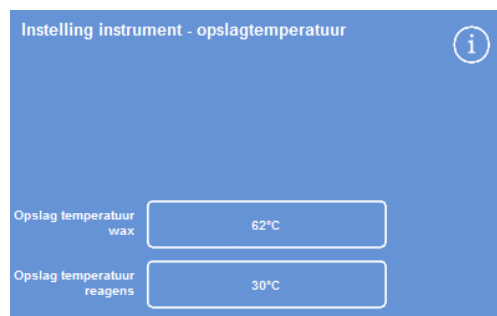 Instelling instrument - opslagtemperatuur
i
Opslag temperatuur
wax
62°C
Opslag temperatuur
reagens
30°C